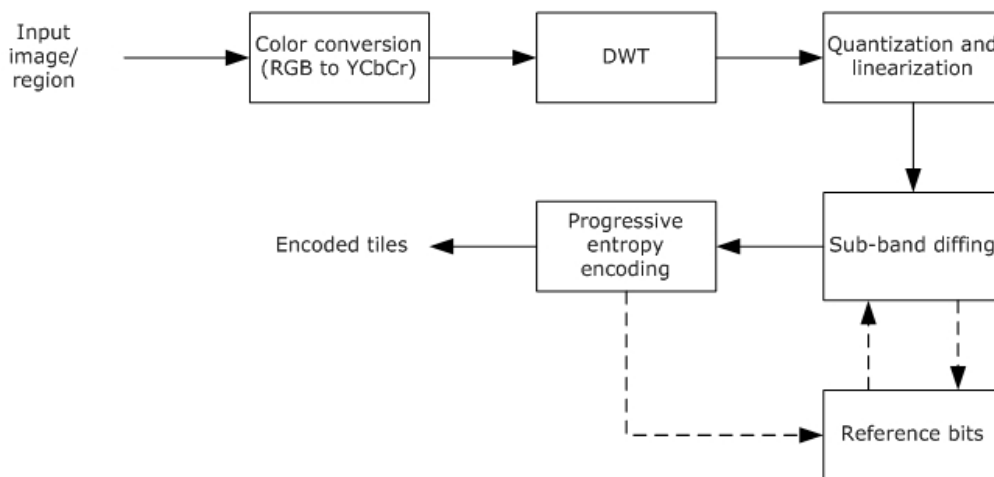 Input
image/
region
Color conversion
(RGB to YCbCr)
DWT
Quantization and
linearization
Encoded tiles
Progressive
entropy
encoding
Sub-band diffing
Reference bits